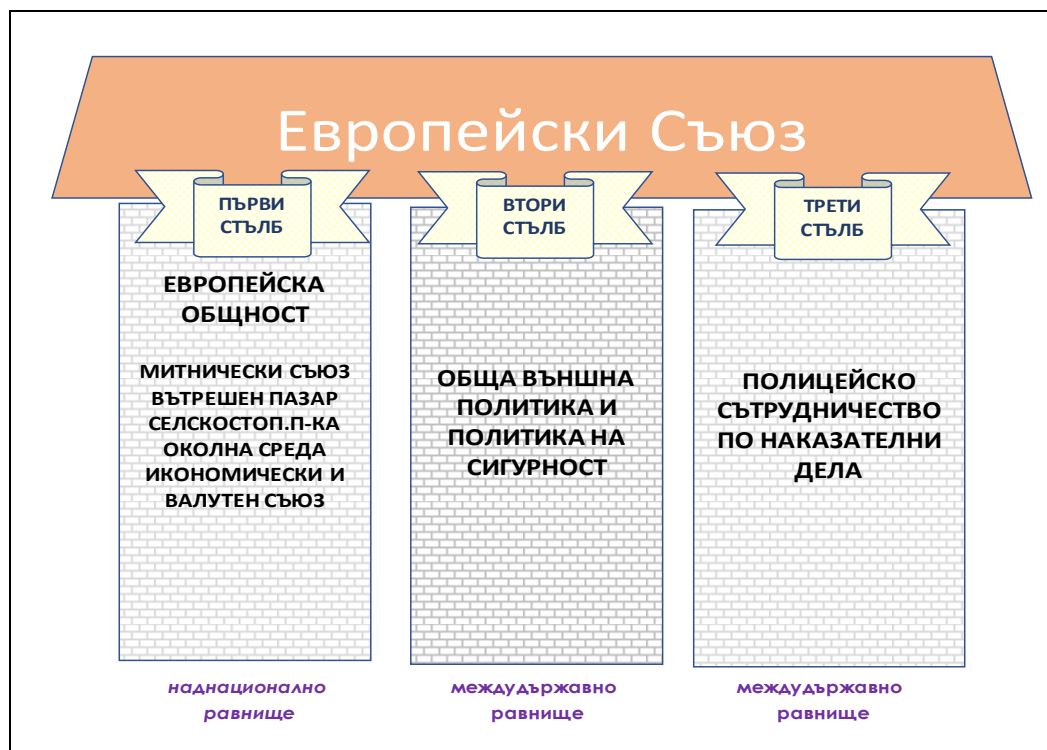 Европейски Съюз
ПЪРВИ
СТЪЛБ
ЕВРОПЕЙСКА
ОБЩНОСТ
МИТНИЧЕСКИ СЪЮЗ
ВЪТРЕШЕН ПАЗАР
СЕЛСКОСТОП.П-КА
ОКОЛНА СРЕДА
ИКОНОМИЧЕСКИ И
ВАЛУТЕН СЪЮЗ
наднационално
равнище
ВТОРИ
СТЪЛБ
ОБЩА ВЪНШНА
ПОЛИТИКА И
ПОЛИТИКА НА
СИГУРНОСТ
междудържавно
равнище
ТРЕТИ
СТЪЛБ
ПОЛИЦЕЙСКО
СЪТРУДНИЧЕСТВО
ПО НАКАЗАТЕЛНИ
ДЕЛА
междудържавно
равнище